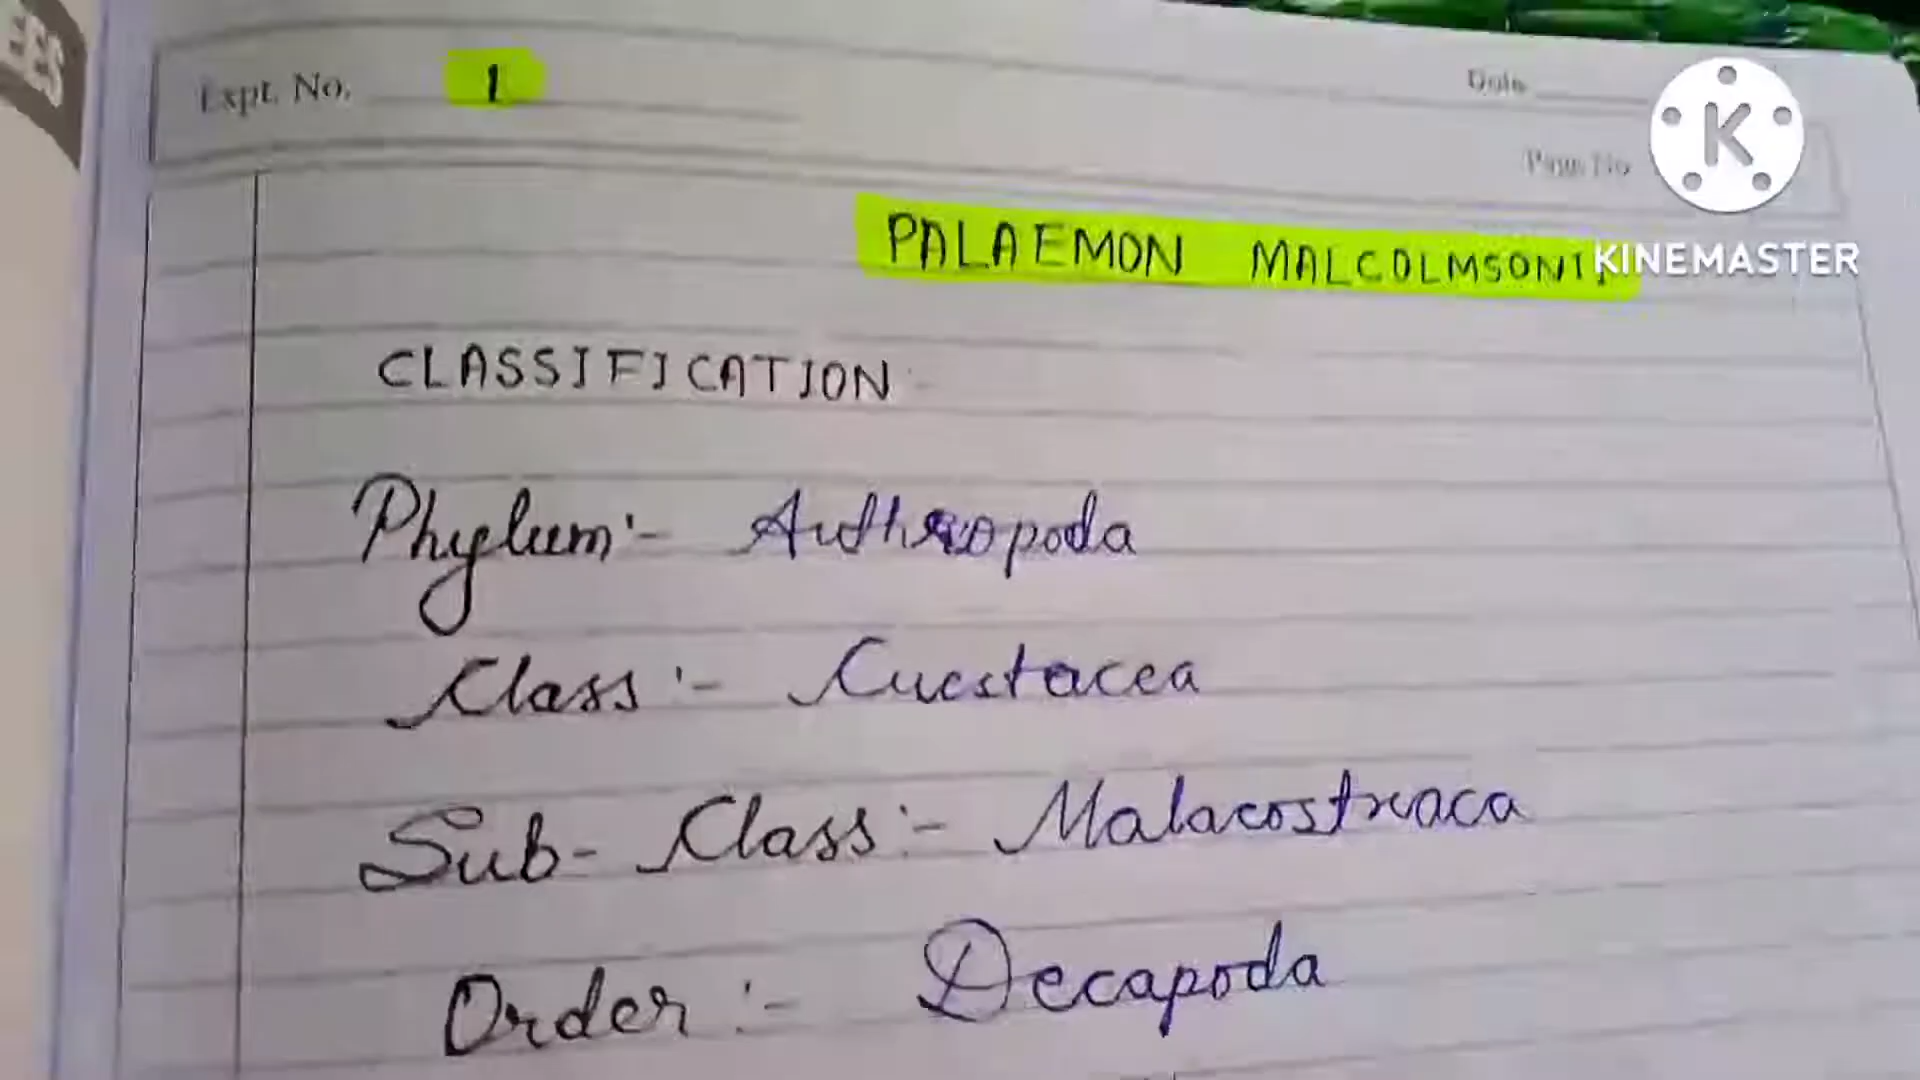 EES
Expt. No. 1
Date
Page No
K
PALAEMON MALCOLMSONII
KINEMASTER
CLASSIFICATION
Phylum:- Arthropoda
Class:- Crustacea
Sub-Class:- Malacostraca
Order:- Decapoda